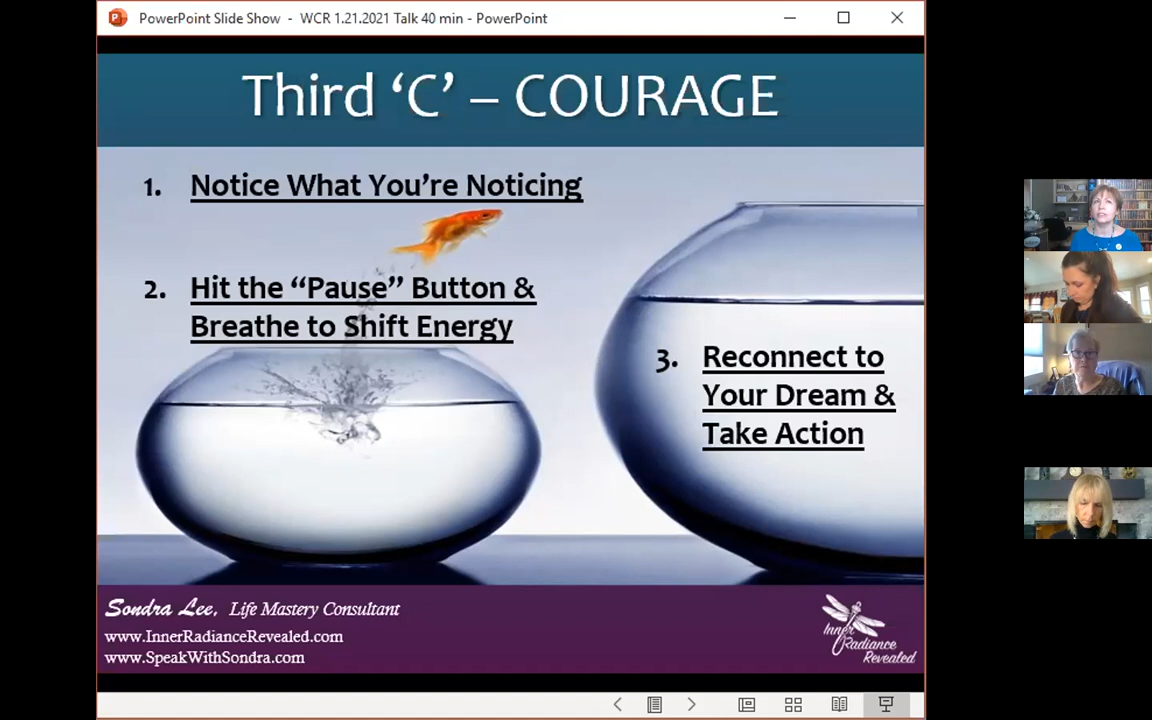 PowerPoint Slide Show - WCR 1.21.2021 Talk 40 min - PowerPoint
Third ‘C’ – COURAGE
1. Notice What You’re Noticing
2. Hit the “Pause” Button &
Breathe to Shift Energy
3. Reconnect to
Your Dream &
Take Action
Sondra Lee, Life Mastery Consultant
www.InnerRadianceRevealed.com
www.SpeakWithSondra.com
Inner
Radiance
Revealed